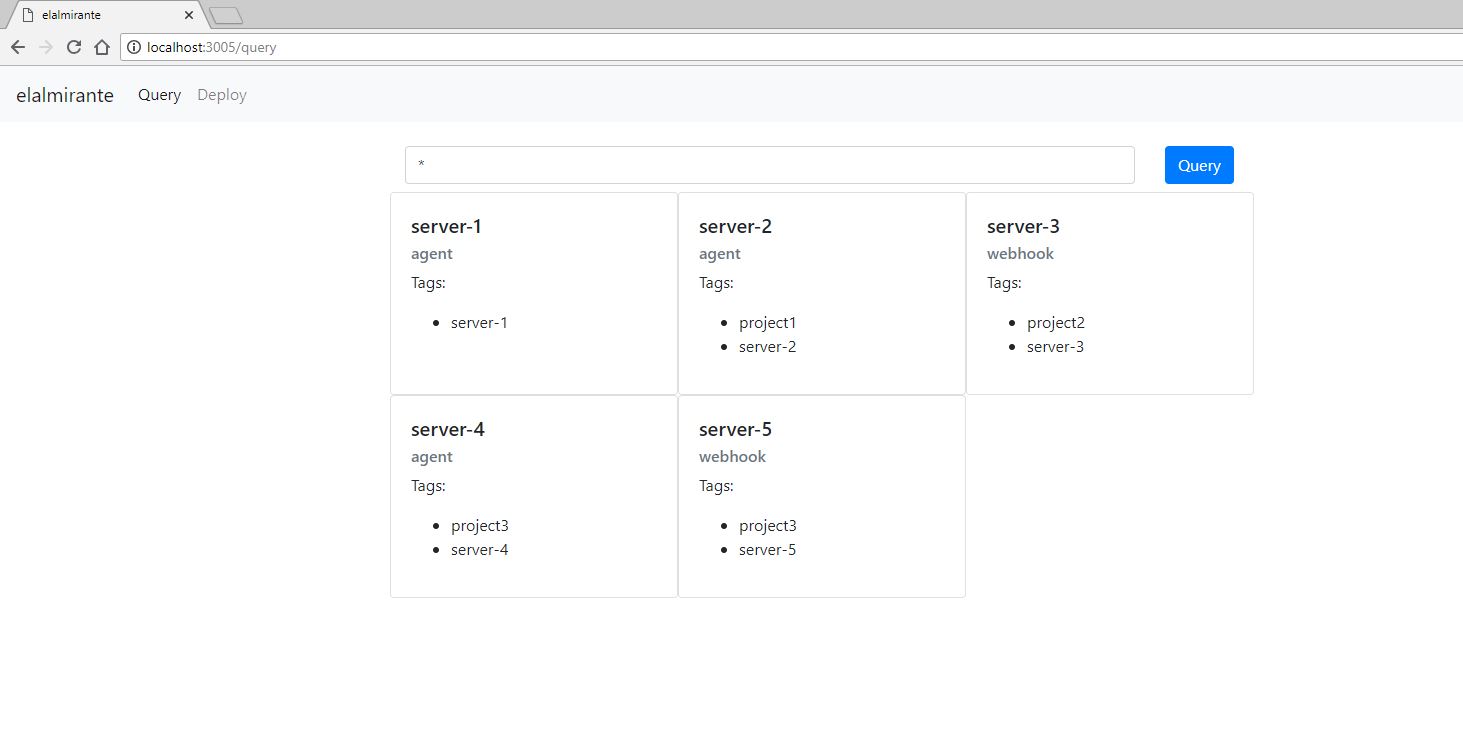 elalmirante
localhost:3005/query
elalmirante Query Deploy
* Query
server-1
agent
Tags:
server-1
server-2
agent
Tags:
project1
server-2
server-3
webhook
Tags:
project2
server-3
server-4
agent
Tags:
project3
server-4
server-5
webhook
Tags:
project3
server-5